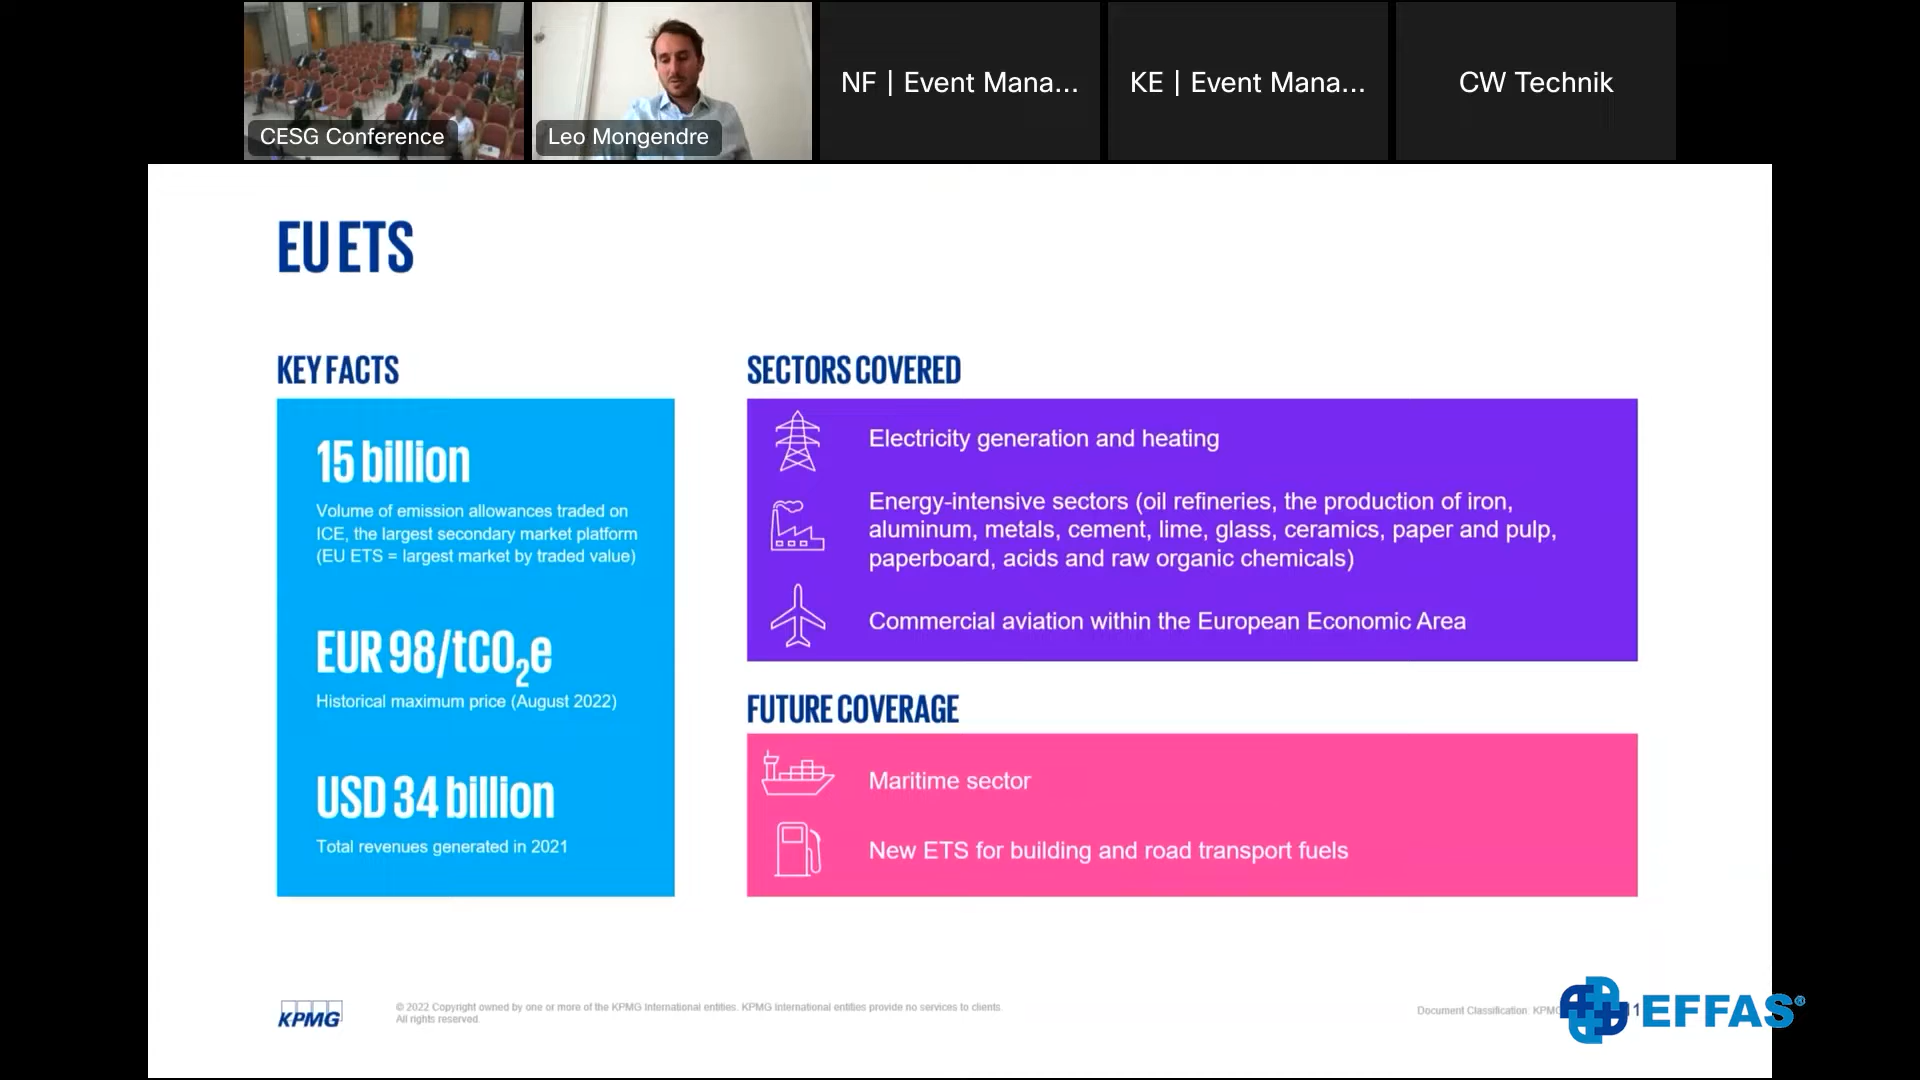 NF | Event Mana...
KE | Event Mana...
CW Technik
CESG Conference
Leo Mongendre
EU ETS
KEY FACTS
15 billion
Volume of emission allowances traded on
ICE, the largest secondary market platform
(EU ETS = largest market by traded value)
EUR 98/tCO₂e
Historical maximum price (August 2022)
USD 34 billion
Total revenues generated in 2021
SECTORS COVERED
Electricity generation and heating
Energy-intensive sectors (oil refineries, the production of iron,
aluminum, metals, cement, lime, glass, ceramics, paper and pulp,
paperboard, acids and raw organic chemicals)
Commercial aviation within the European Economic Area
FUTURE COVERAGE
Maritime sector
New ETS for building and road transport fuels
KPMG
© 2022 Copyright owned by one or more of the KPMG International entities. KPMG International entities provide no services to clients.
All rights reserved.
Document Classification: KPMG
EFFAS®